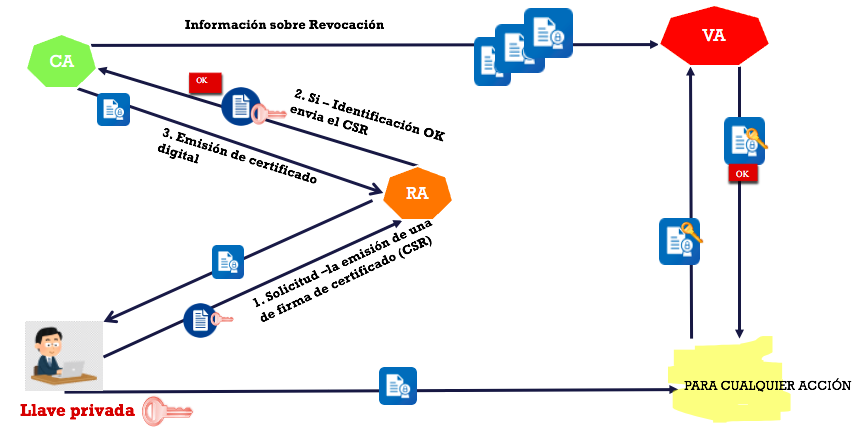 Información sobre Revocación
VA
CA
OK
2. Si – Identificación OK
envia el CSR
3. Emisión de certificado
digital
OK
RA
1. Solicitud –la emisión de una
de firma de certificado (CSR)
PARA CUALQUIER ACCIÓN
Llave privada